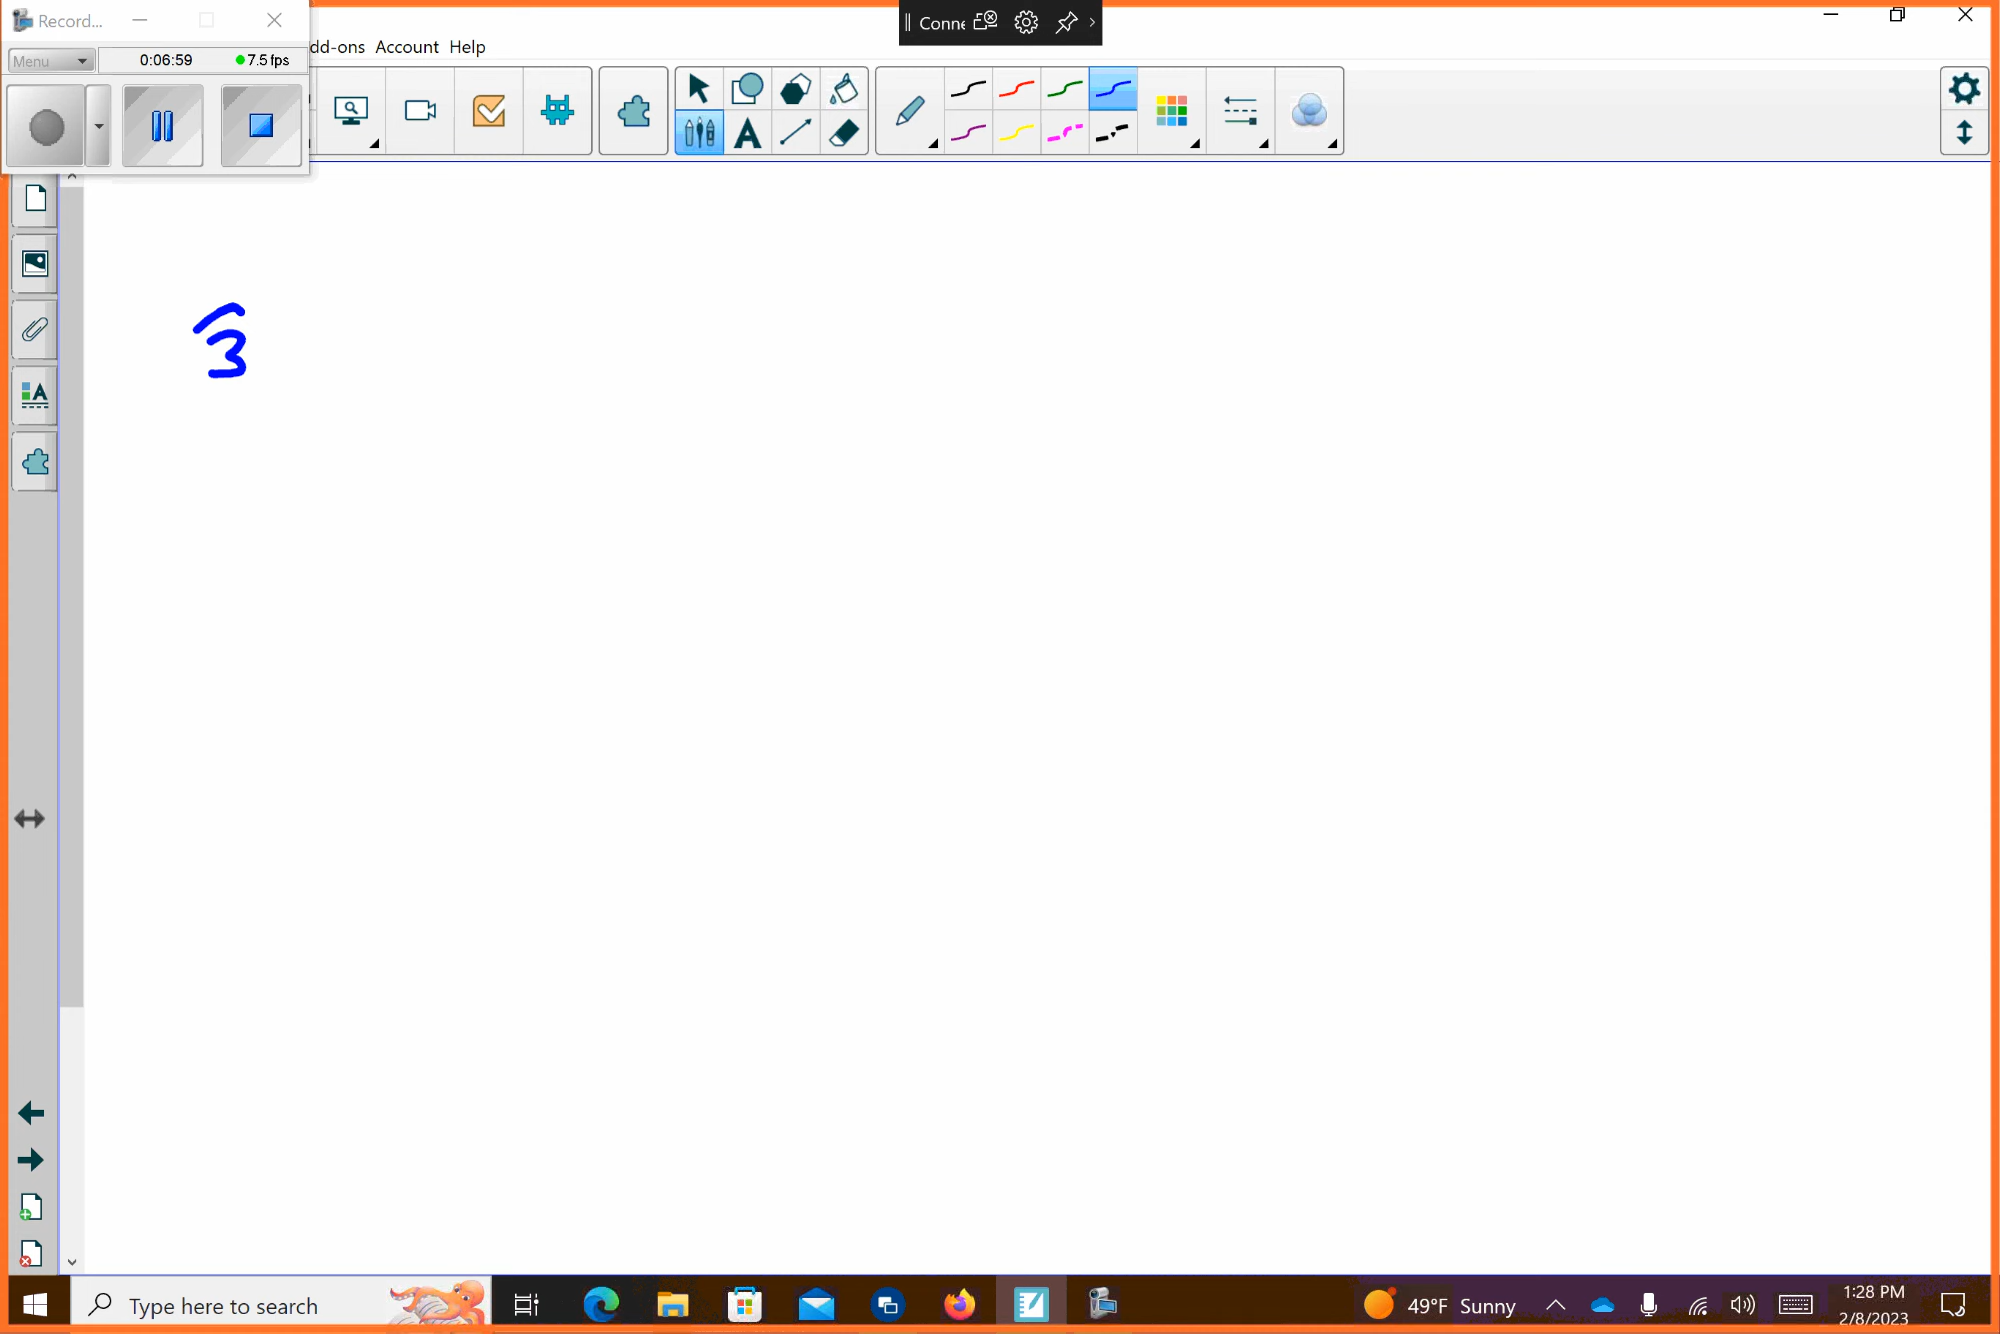 Record...
Conne
dd-ons Account Help
Menu 0:06:59 7.5 fps
3
Type here to search
49°F Sunny
1:28 PM
2/8/2023